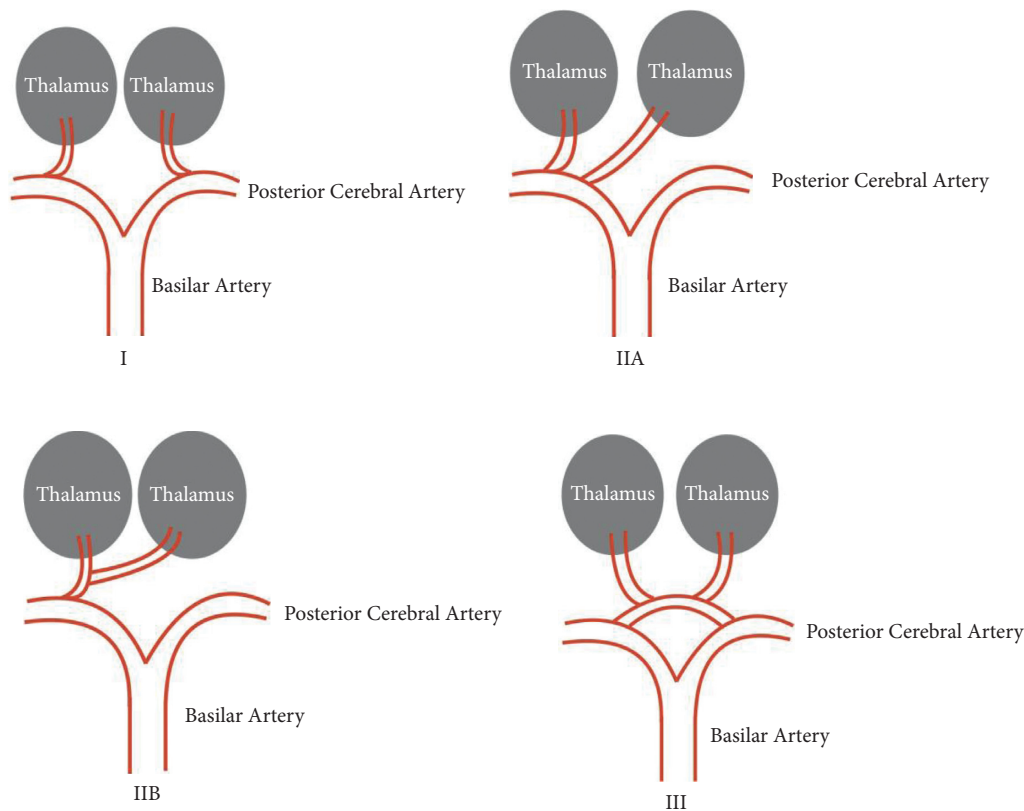 Thalamus Thalamus
Posterior Cerebral Artery
Basilar Artery
I
Thalamus Thalamus
Posterior Cerebral Artery
Basilar Artery
IIA
Thalamus Thalamus
Posterior Cerebral Artery
Basilar Artery
IIB
Thalamus Thalamus
Posterior Cerebral Artery
Basilar Artery
III